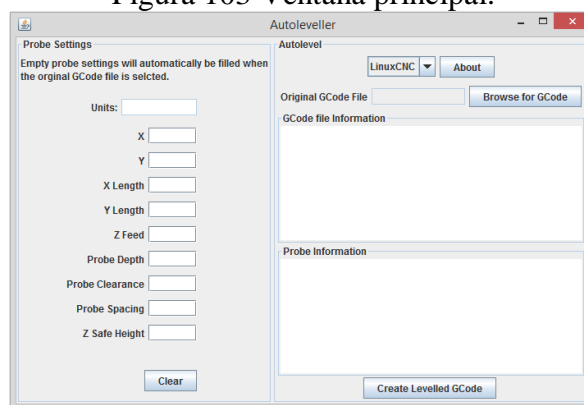 Figura 103 Ventana principal.
Autoleveller
Probe Settings
Empty probe settings will automatically be filled when
the orginal GCode file is selcted.
Units:
X
Y
X Length
Y Length
Z Feed
Probe Depth
Probe Clearance
Probe Spacing
Z Safe Height
Clear
Autolevel
LinuxCNC
About
Original GCode File
Browse for GCode
GCode file Information
Probe Information
Create Levelled GCode